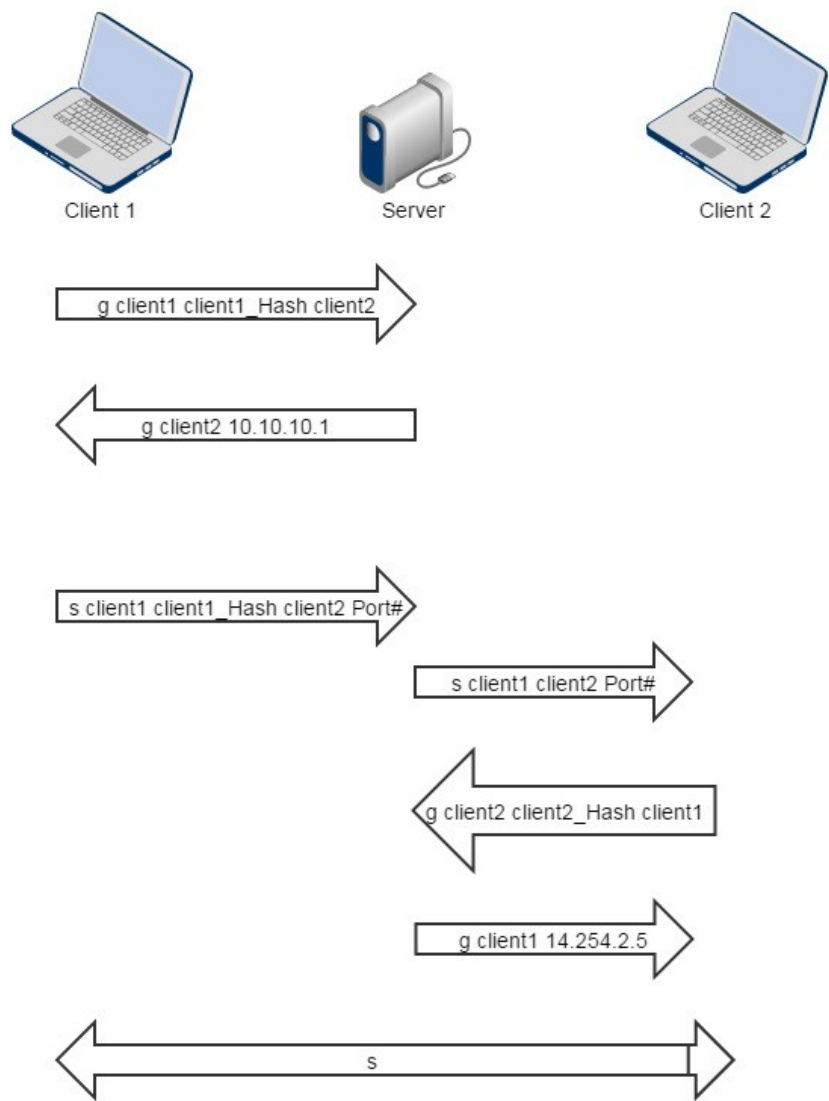 Client 1
Server
Client 2
g client1 client1_Hash client2
g client2 10.10.10.1
s client1 client1_Hash client2 Port#
s client1 client2 Port#
g client2 client2_Hash client1
g client1 14.254.2.5
s